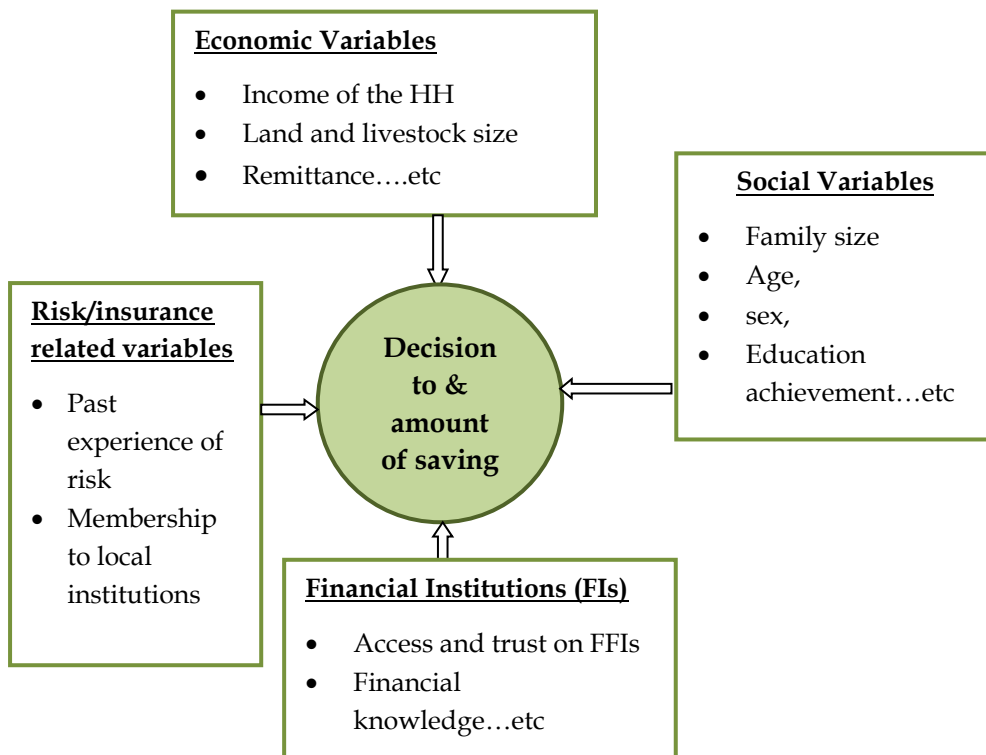 Economic Variables
• Income of the HH
• Land and livestock size
• Remittance….etc
Social Variables
• Family size
• Age,
• sex,
• Education
achievement…etc
Risk/insurance
related variables
• Past
experience of
risk
• Membership
to local
institutions
Decision
to &
amount
of saving
Financial Institutions (FIs)
• Access and trust on FFIs
• Financial
knowledge…etc